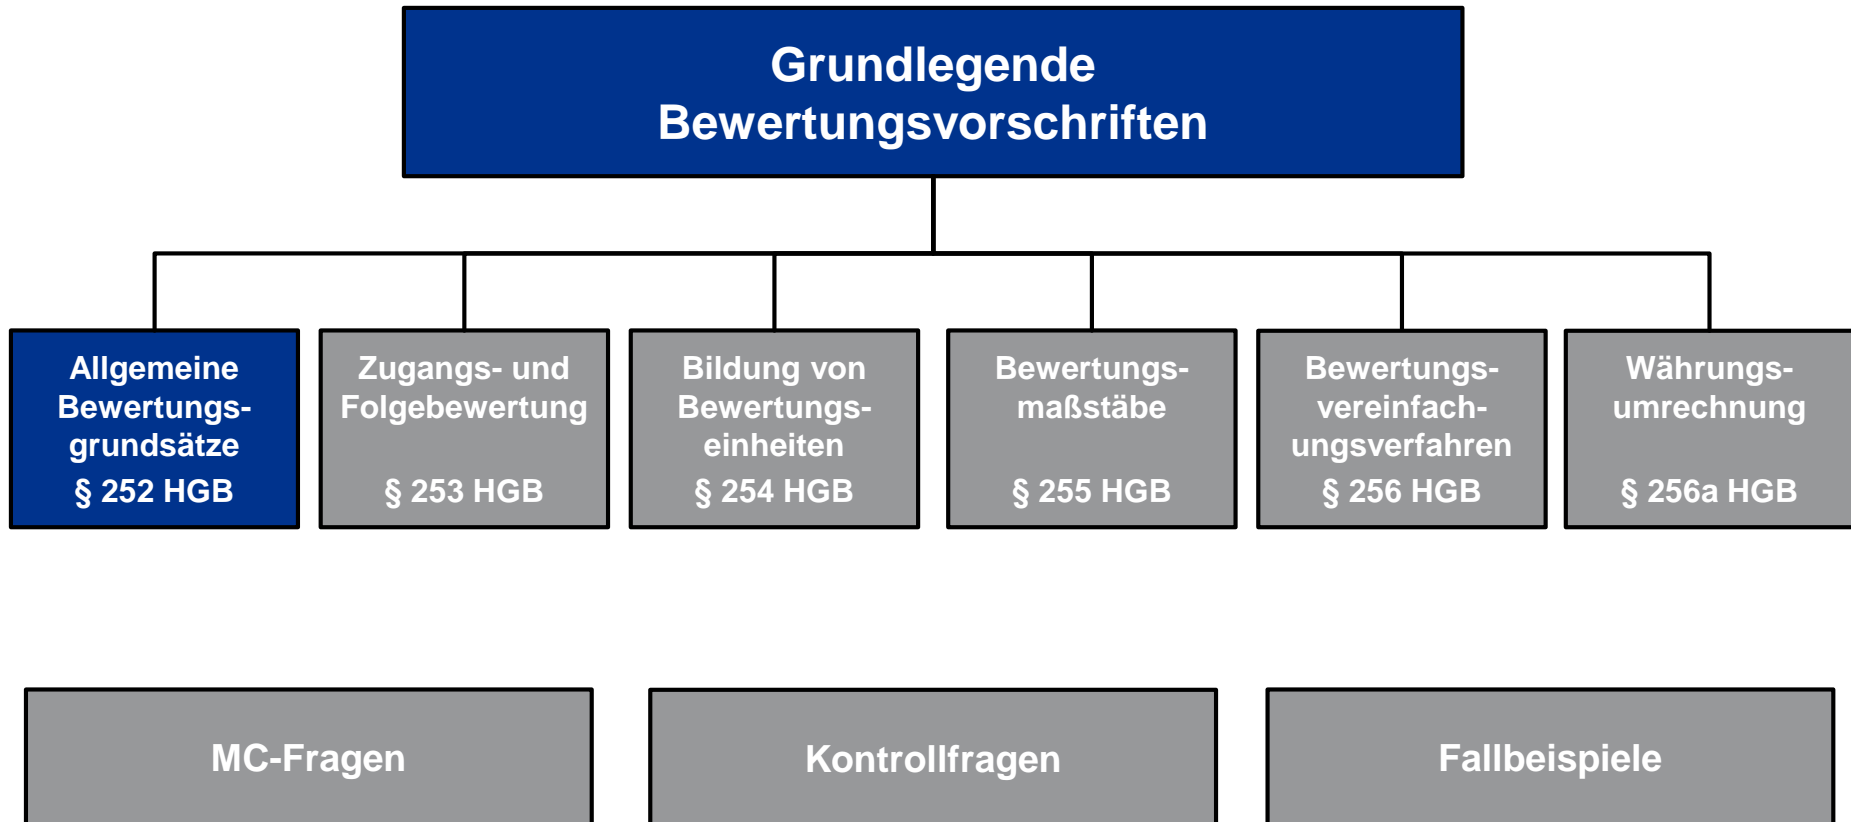 Grundlegende
Bewertungsvorschriften
Allgemeine
Bewertungs-
grundsätze
§ 252 HGB
Zugangs- und
Folgebewertung
§ 253 HGB
Bildung von
Bewertungs-
einheiten
§ 254 HGB
Bewertungs-
maßstäbe
§ 255 HGB
Bewertungs-
vereinfach-
ungsverfahren
§ 256 HGB
Währungs-
umrechnung
§ 256a HGB
MC-Fragen
Kontrollfragen
Fallbeispiele